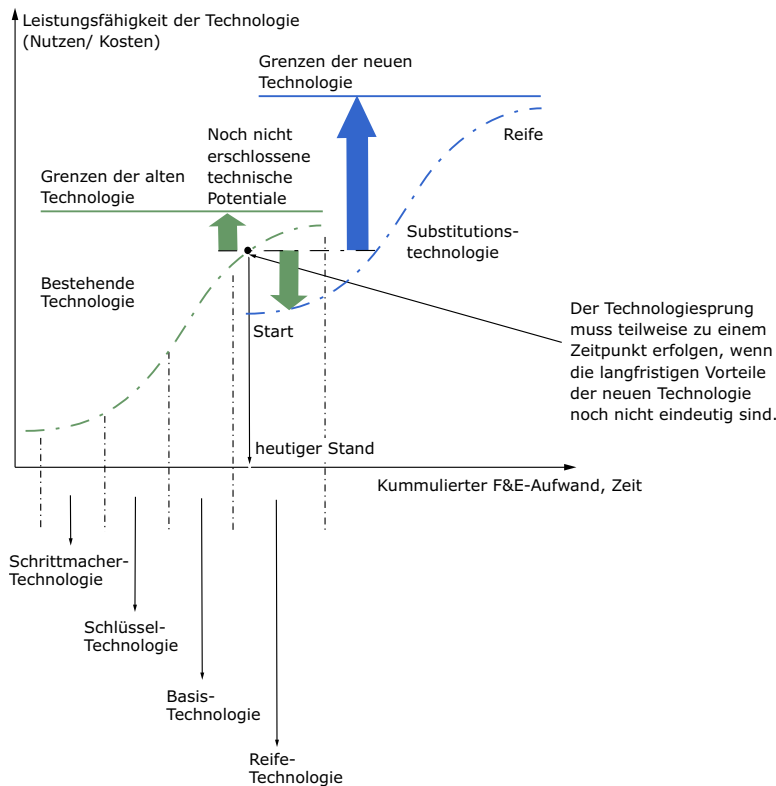 Leistungsfähigkeit der Technologie
(Nutzen/ Kosten)
Grenzen der neuen
Technologie
Reife
Noch nicht
erschlossene
technische
Potentiale
Grenzen der alten
Technologie
Substitutions-
technologie
Bestehende
Technologie
Start
Der Technologiesprung
muss teilweise zu einem
Zeitpunkt erfolgen, wenn
die langfristigen Vorteile
der neuen Technologie
noch nicht eindeutig sind.
heutiger Stand
Kummulierter F&E-Aufwand, Zeit
Schrittmacher-
Technologie
Schlüssel-
Technologie
Basis-
Technologie
Reife-
Technologie